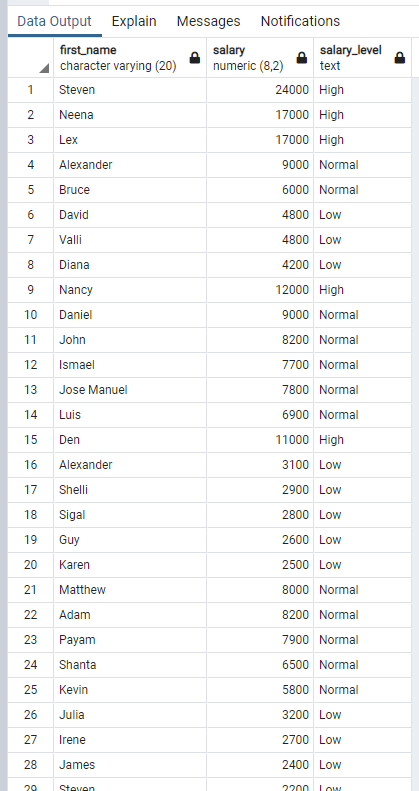 Data Output Explain Messages Notifications
first_name salary salary_level
character varying (20) numeric (8,2) text
1 Steven 24000 High
2 Neena 17000 High
3 Lex 17000 High
4 Alexander 9000 Normal
5 Bruce 6000 Normal
6 David 4800 Low
7 Valli 4800 Low
8 Diana 4200 Low
9 Nancy 12000 High
10 Daniel 9000 Normal
11 John 8200 Normal
12 Ismael 7700 Normal
13 Jose Manuel 7800 Normal
14 Luis 6900 Normal
15 Den 11000 High
16 Alexander 3100 Low
17 Shelli 2900 Low
18 Sigal 2800 Low
19 Guy 2600 Low
20 Karen 2500 Low
21 Matthew 8000 Normal
22 Adam 8200 Normal
23 Payam 7900 Normal
24 Shanta 6500 Normal
25 Kevin 5800 Normal
26 Julia 3200 Low
27 Irene 2700 Low
28 James 2400 Low
29 Steven 2200 Low